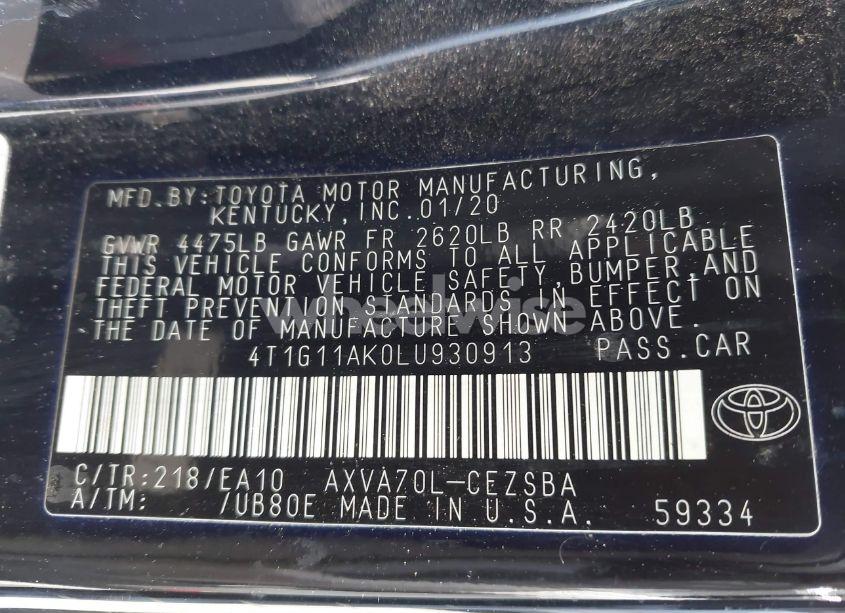 MFD.BY:TOYOTA MOTOR MANUFACTURING,
KENTUCKY,INC.01/20
GVWR 4475LB GAWR FR 2620LB RR 2420LB
THIS VEHICLE CONFORMS TO ALL APPLICABLE
FEDERAL MOTOR VEHICLE SAFETY,BUMPER,AND
THEFT PREVENTION STANDARDS IN EFFECT ON
THE DATE OF MANUFACTURE SHOWN ABOVE.
wheelwise
4T1G11AK0LU930913 PASS.CAR
C/TR:218/EA10 AXVA70L-CEZSBA
A/TM: /UB80E MADE IN U.S.A. 59334